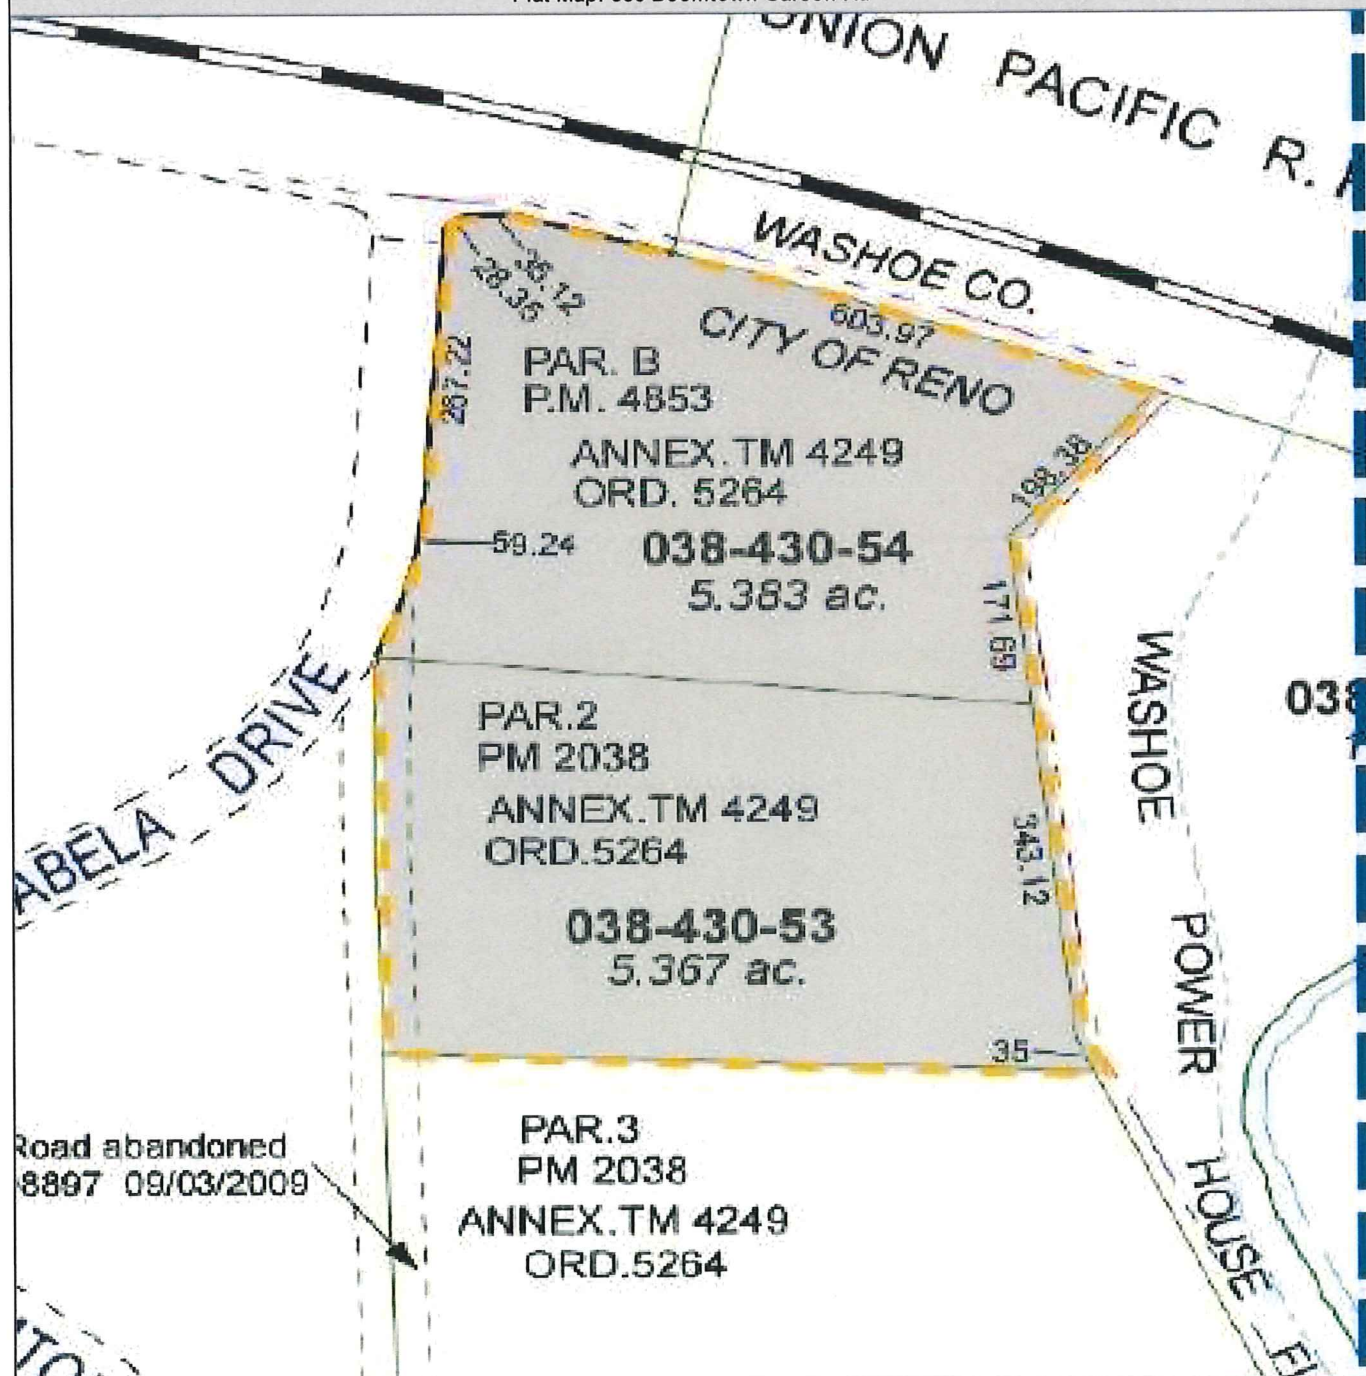 UNION PACIFIC R.
WASHOE CO.
CITY OF RENO
36.12
28.35
603.97
267.22
PAR. B
P.M. 4853
ANNEX.TM 4249
ORD. 5264
198.38
59.24
038-430-54
5.383 ac.
171.69
PAR.2
PM 2038
ANNEX.TM 4249
ORD.5264
343.12
038-430-53
5.367 ac.
35
ABELA DRIVE
WASHOE POWER HOUSE
038
PAR.3
PM 2038
ANNEX.TM 4249
ORD.5264
Road abandoned
8897 09/03/2009